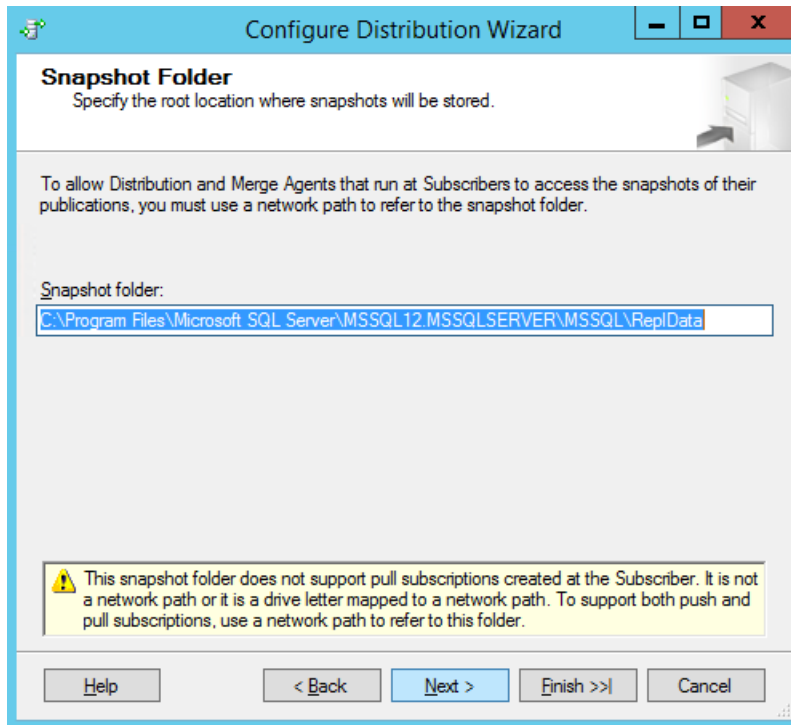 Configure Distribution Wizard
Snapshot Folder
Specify the root location where snapshots will be stored.
To allow Distribution and Merge Agents that run at Subscribers to access the snapshots of their
publications, you must use a network path to refer to the snapshot folder.
Snapshot folder:
C:\Program Files\Microsoft SQL Server\MSSQL12.MSSQLSERVER\MSSQL\ReplData
This snapshot folder does not support pull subscriptions created at the Subscriber. It is not
a network path or it is a drive letter mapped to a network path. To support both push and
pull subscriptions, use a network path to refer to this folder.
Help < Back Next > Finish >>| Cancel